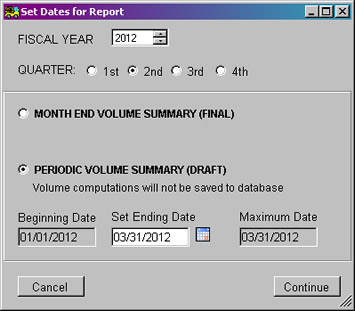 Set Dates for Report
FISCAL YEAR 2012
QUARTER: 1st 2nd 3rd 4th
MONTH END VOLUME SUMMARY (FINAL)
PERIODIC VOLUME SUMMARY (DRAFT)
Volume computations will not be saved to database
Beginning Date Set Ending Date Maximum Date
01/01/2012 03/31/2012 03/31/2012
Cancel Continue